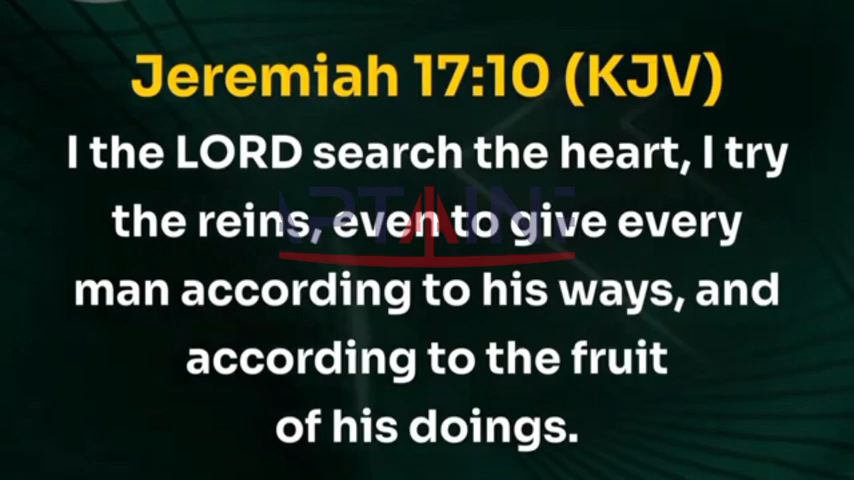 Jeremiah 17:10 (KJV)
I the LORD search the heart, I try
the reins, even to give every
man according to his ways, and
according to the fruit
of his doings.